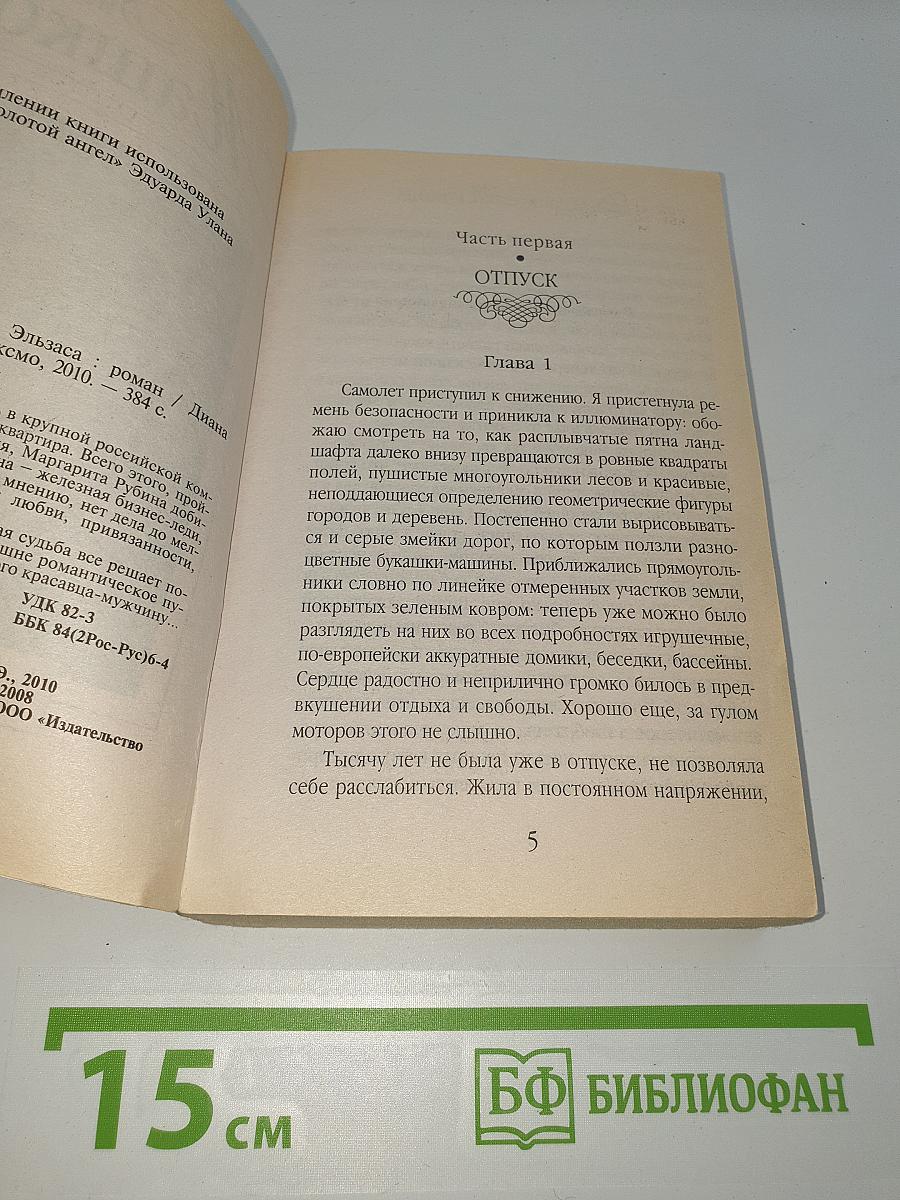 лении книги использована
олотой ангел» Эдуарда Улана
Эльзаса : роман / Диана
ксмо, 2010. — 384 с.
в крупной российской ком-
квартира. Всего этого, прой-
я, Маргарита Рубина доби-
на — железная бизнес-леди,
мнению, нет дела до мел-
любви, привязанности,
ая судьба все решает по-
шне романтическое пу-
го красавца-мужчину...
УДК 82-3
ББК 84(2Рос-Рус)6-4
Э., 2010
2008
ООО «Издательство
Часть первая
•
ОТПУСК
Глава 1
Самолет приступил к снижению. Я пристегнула ре-
мень безопасности и приникла к иллюминатору: обо-
жаю смотреть на то, как расплывчатые пятна ланд-
шафта далеко внизу превращаются в ровные квадраты
полей, пушистые многоугольники лесов и красивые,
неподдающиеся определению геометрические фигуры
городов и деревень. Постепенно стали вырисовывать-
ся и серые змейки дорог, по которым ползли разно-
цветные букашки-машины. Приближались прямоуголь-
ники словно по линейке отмеренных участков земли,
покрытых зеленым ковром: теперь уже можно было
разглядеть на них во всех подробностях игрушечные,
по-европейски аккуратные домики, беседки, бассейны.
Сердце радостно и неприлично громко билось в пред-
вкушении отдыха и свободы. Хорошо еще, за гулом
моторов этого не слышно.
Тысячу лет не была уже в отпуске, не позволяла
себе расслабиться. Жила в постоянном напряжении,
5
15 см
БФ БИБЛИОФАН